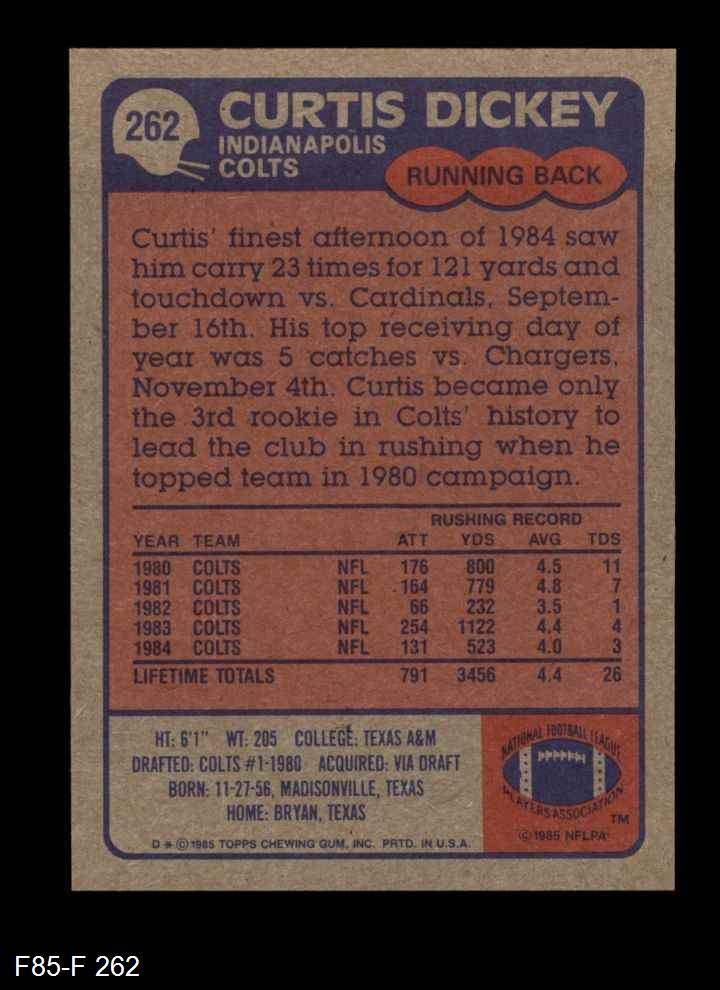 262
CURTIS DICKEY
INDIANAPOLIS
COLTS
RUNNING BACK
Curtis' finest afternoon of 1984 saw
him carry 23 times for 121 yards and
touchdown vs. Cardinals, Septem-
ber 16th. His top receiving day of
year was 5 catches vs. Chargers,
November 4th. Curtis became only
the 3rd rookie in Colts' history to
lead the club in rushing when he
topped team in 1980 campaign.
RUSHING RECORD
YEAR TEAM ATT YDS AVG TDS
1980 COLTS NFL 176 800 4.5 11
1981 COLTS NFL 164 779 4.8 7
1982 COLTS NFL 66 232 3.5 1
1983 COLTS NFL 254 1122 4.4 4
1984 COLTS NFL 131 523 4.0 3
LIFETIME TOTALS 791 3456 4.4 26
HT: 6'1" WT: 205 COLLEGE: TEXAS A&M
DRAFTED: COLTS #1-1980 ACQUIRED: VIA DRAFT
BORN: 11-27-56, MADISONVILLE, TEXAS
HOME: BRYAN, TEXAS
D * © 1985 TOPPS CHEWING GUM, INC. PRTD. IN U.S.A.
NATIONAL FOOTBALL LEAGUE
PLAYERS ASSOCIATION
TM
© 1985 NFLPA
F85-F 262